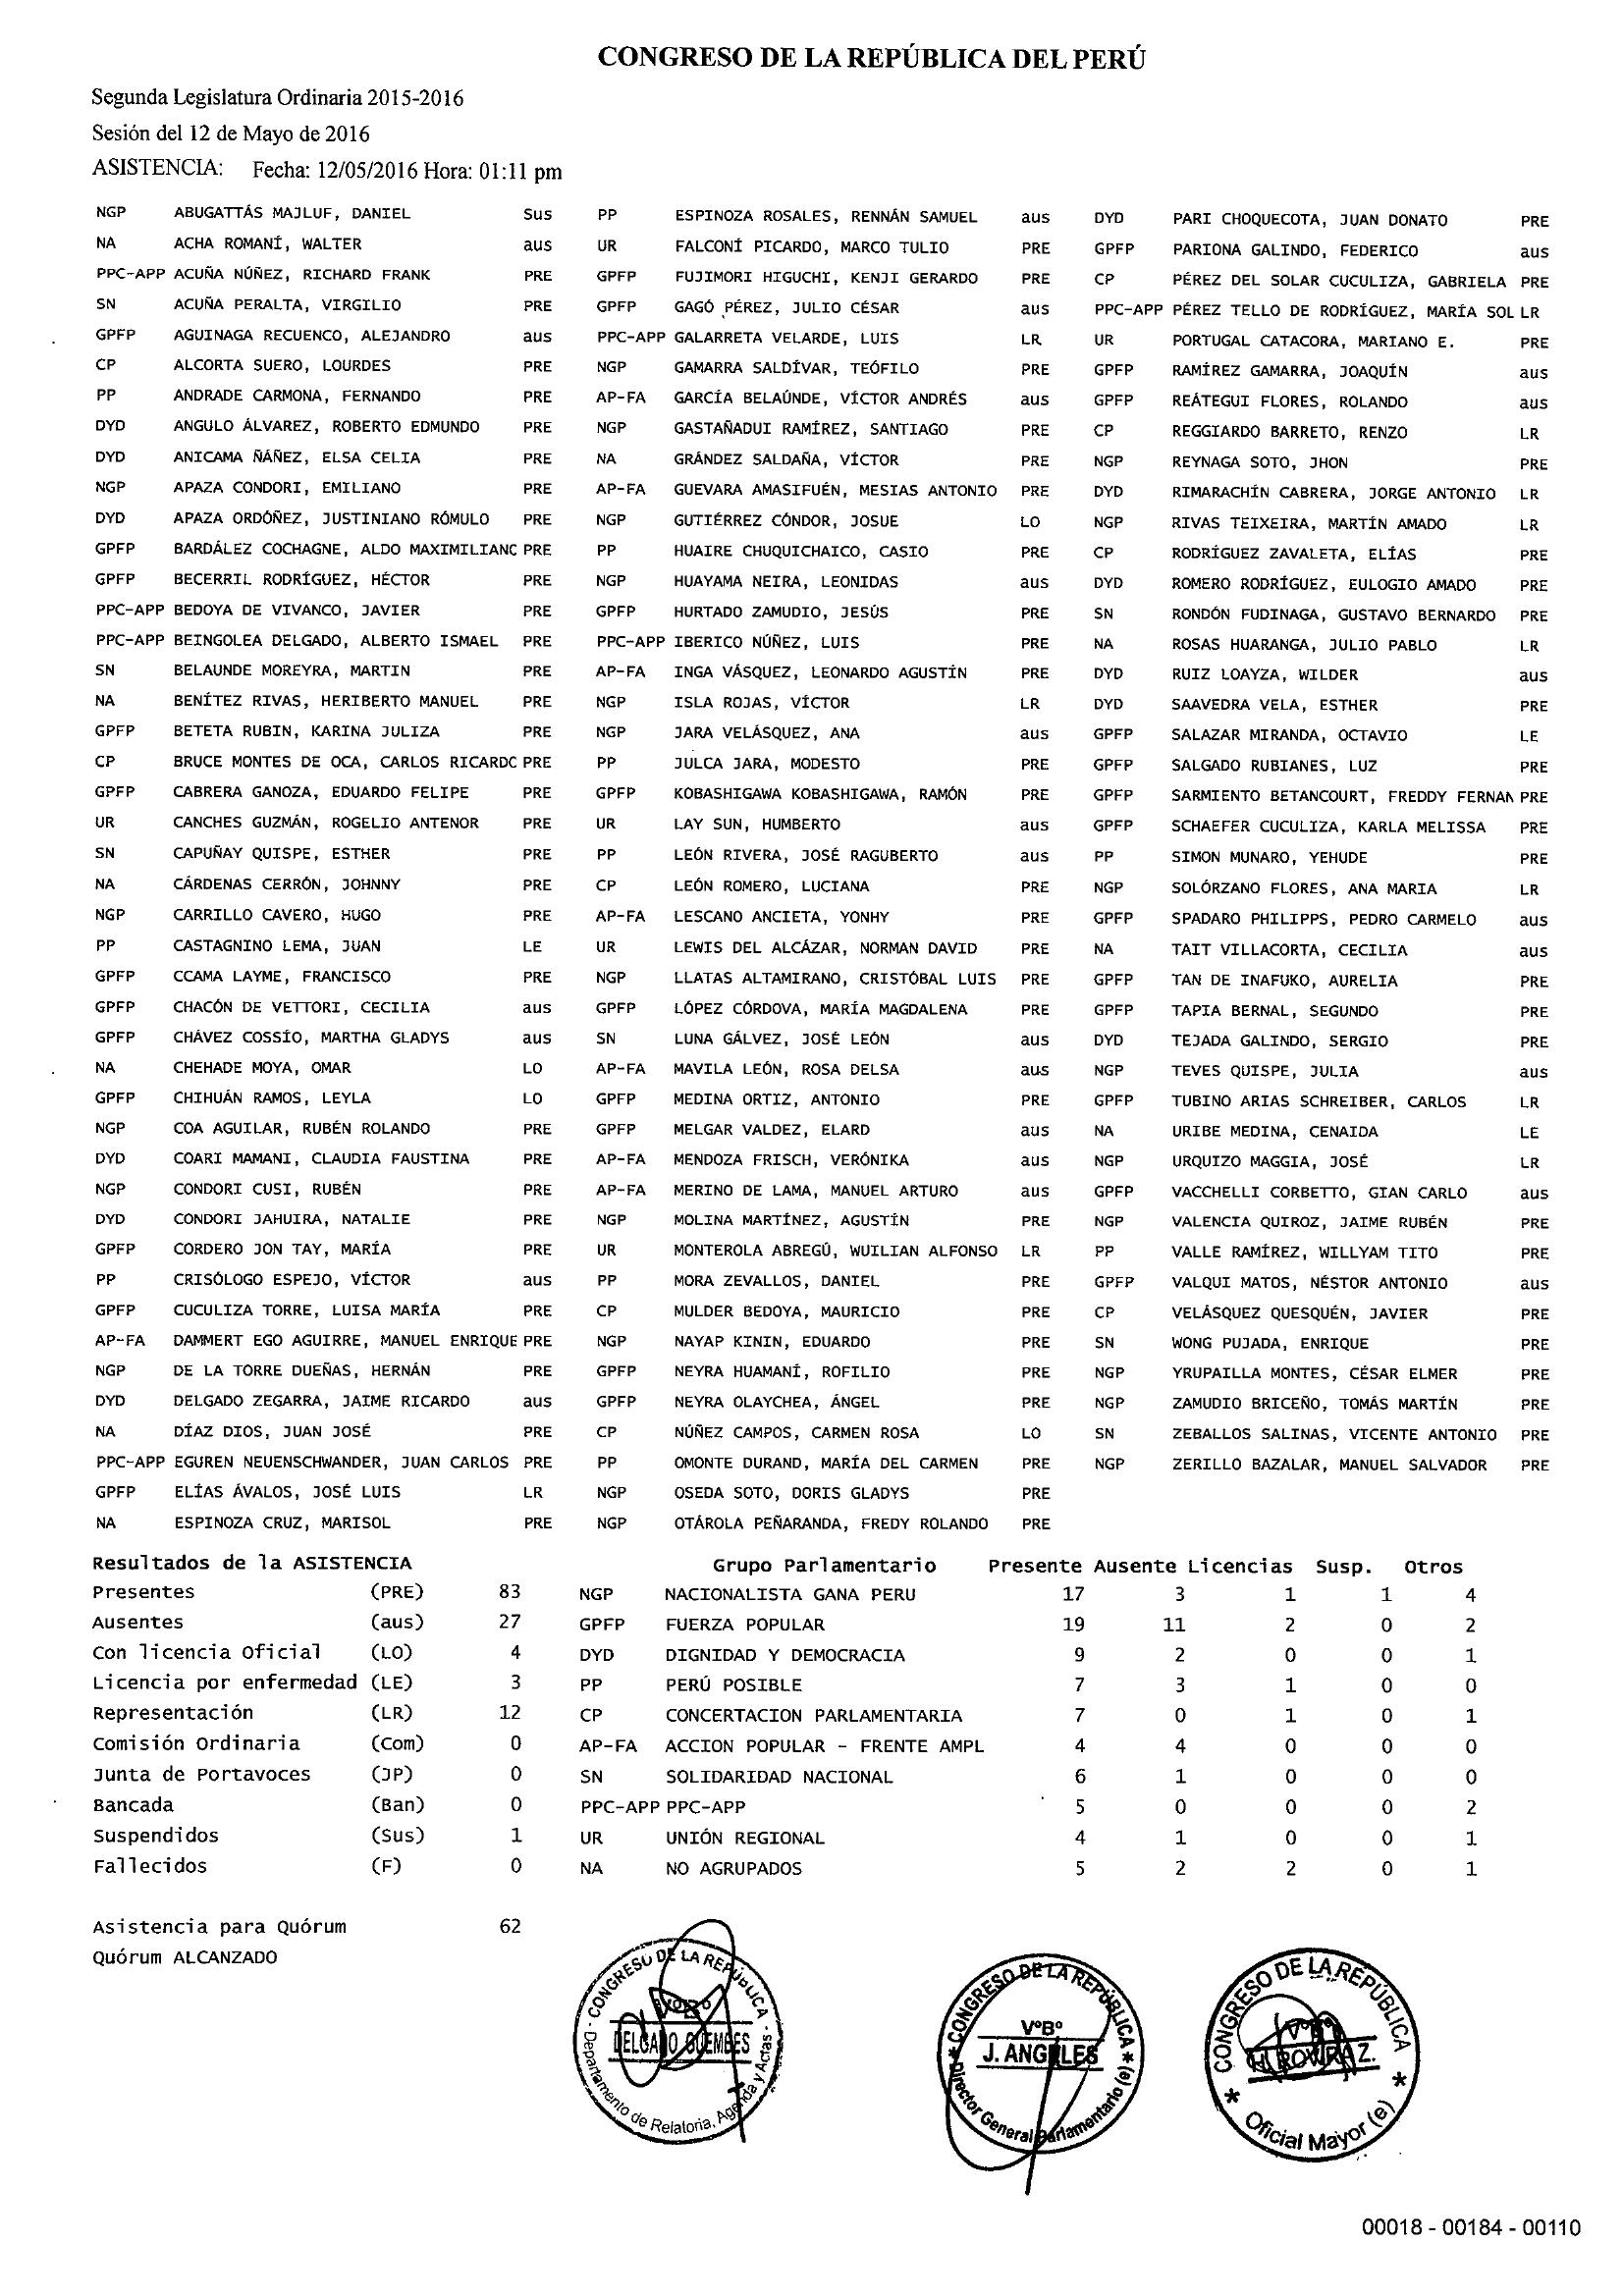 CONGRESO DE LA REPÚBLICA DEL PERÚ
Segunda Legislatura Ordinaria 2015-2016
Sesión del 12 de Mayo de 2016
ASISTENCIA: Fecha: 12/05/2016 Hora: 01:11 pm
NGP ABUGATTÁS MAJLUF, DANIEL Sus
NA ACHA ROMANÍ, WALTER aus
PPC-APP ACUÑA NÚÑEZ, RICHARD FRANK PRE
SN ACUÑA PERALTA, VIRGILIO PRE
GPFP AGUINAGA RECUENCO, ALEJANDRO aus
CP ALCORTA SUERO, LOURDES PRE
PP ANDRADE CARMONA, FERNANDO PRE
DYD ANGULO ÁLVAREZ, ROBERTO EDMUNDO PRE
DYD ANICAMA ÑÁÑEZ, ELSA CELIA PRE
NGP APAZA CONDORI, EMILIANO PRE
DYD APAZA ORDÓÑEZ, JUSTINIANO RÓMULO PRE
GPFP BARDÁLEZ COCHAGNE, ALDO MAXIMILIANO PRE
GPFP BECERRIL RODRÍGUEZ, HÉCTOR PRE
PPC-APP BEDOYA DE VIVANCO, JAVIER PRE
PPC-APP BEINGOLEA DELGADO, ALBERTO ISMAEL PRE
SN BELAUNDE MOREYRA, MARTIN PRE
NA BENÍTEZ RIVAS, HERIBERTO MANUEL PRE
GPFP BETETA RUBIN, KARINA JULIZA PRE
CP BRUCE MONTES DE OCA, CARLOS RICARDO PRE
GPFP CABRERA GANOZA, EDUARDO FELIPE PRE
UR CANCHES GUZMÁN, ROGELIO ANTENOR PRE
SN CAPUÑAY QUISPE, ESTHER PRE
NA CÁRDENAS CERRÓN, JOHNNY PRE
NGP CARRILLO CAVERO, HUGO PRE
PP CASTAGNINO LEMA, JUAN LE
GPFP CCAMA LAYME, FRANCISCO PRE
GPFP CHACÓN DE VETTORI, CECILIA aus
GPFP CHÁVEZ COSSÍO, MARTHA GLADYS aus
NA CHEHADE MOYA, OMAR LO
GPFP CHIHUÁN RAMOS, LEYLA LO
NGP COA AGUILAR, RUBÉN ROLANDO PRE
DYD COARI MAMANI, CLAUDIA FAUSTINA PRE
NGP CONDORI CUSI, RUBÉN PRE
DYD CONDORI JAHUIRA, NATALIE PRE
GPFP CORDERO JON TAY, MARÍA PRE
PP CRISÓLOGO ESPEJO, VÍCTOR aus
GPFP CUCULIZA TORRE, LUISA MARÍA PRE
AP-FA DAMMERT EGO AGUIRRE, MANUEL ENRIQUE PRE
NGP DE LA TORRE DUEÑAS, HERNÁN PRE
DYD DELGADO ZEGARRA, JAIME RICARDO aus
NA DÍAZ DIOS, JUAN JOSÉ PRE
PPC-APP EGUREN NEUENSCHWANDER, JUAN CARLOS PRE
GPFP ELÍAS ÁVALOS, JOSÉ LUIS LR
NA ESPINOZA CRUZ, MARISOL PRE
PP ESPINOZA ROSALES, RENNÁN SAMUEL aus
UR FALCONÍ PICARDO, MARCO TULIO PRE
GPFP FUJIMORI HIGUCHI, KENJI GERARDO PRE
GPFP GAGÓ PÉREZ, JULIO CÉSAR aus
PPC-APP GALARRETA VELARDE, LUIS LR
NGP GAMARRA SALDÍVAR, TEÓFILO PRE
AP-FA GARCÍA BELAÚNDE, VÍCTOR ANDRÉS aus
NGP GASTAÑADUI RAMÍREZ, SANTIAGO PRE
NA GRÁNDEZ SALDAÑA, VÍCTOR PRE
AP-FA GUEVARA AMASIFUÉN, MESIAS ANTONIO PRE
NGP GUTIÉRREZ CÓNDOR, JOSUE LO
PP HUAIRE CHUQUICHAICO, CASIO PRE
NGP HUAYAMA NEIRA, LEONIDAS aus
GPFP HURTADO ZAMUDIO, JESÚS PRE
PPC-APP IBERICO NÚÑEZ, LUIS PRE
AP-FA INGA VÁSQUEZ, LEONARDO AGUSTÍN PRE
NGP ISLA ROJAS, VÍCTOR LR
NGP JARA VELÁSQUEZ, ANA aus
PP JULCA JARA, MODESTO PRE
GPFP KOBASHIGAWA KOBASHIGAWA, RAMÓN PRE
UR LAY SUN, HUMBERTO aus
PP LEÓN RIVERA, JOSÉ RAGUBERTO aus
CP LEÓN ROMERO, LUCIANA PRE
AP-FA LESCANO ANCIETA, YONHY PRE
UR LEWIS DEL ALCÁZAR, NORMAN DAVID PRE
NGP LLATAS ALTAMIRANO, CRISTÓBAL LUIS PRE
GPFP LÓPEZ CÓRDOVA, MARÍA MAGDALENA PRE
SN LUNA GÁLVEZ, JOSÉ LEÓN aus
AP-FA MAVILA LEÓN, ROSA DELSA aus
GPFP MEDINA ORTIZ, ANTONIO PRE
GPFP MELGAR VALDEZ, ELARD aus
AP-FA MENDOZA FRISCH, VERÓNIKA aus
AP-FA MERINO DE LAMA, MANUEL ARTURO aus
NGP MOLINA MARTÍNEZ, AGUSTÍN PRE
UR MONTEROLA ABREGÚ, WUILIAN ALFONSO LR
PP MORA ZEVALLOS, DANIEL PRE
CP MULDER BEDOYA, MAURICIO PRE
NGP NAYAP KININ, EDUARDO PRE
GPFP NEYRA HUAMANÍ, ROFILIO PRE
GPFP NEYRA OLAYCHEA, ÁNGEL PRE
CP NÚÑEZ CAMPOS, CARMEN ROSA LO
PP OMONTE DURAND, MARÍA DEL CARMEN PRE
NGP OSEDA SOTO, DORIS GLADYS PRE
NGP OTÁROLA PEÑARANDA, FREDY ROLANDO PRE
DYD PARI CHOQUECOTA, JUAN DONATO PRE
GPFP PARIONA GALINDO, FEDERICO aus
CP PÉREZ DEL SOLAR CUCULIZA, GABRIELA PRE
PPC-APP PÉREZ TELLO DE RODRÍGUEZ, MARÍA SOL LR
UR PORTUGAL CATACORA, MARIANO E. PRE
GPFP RAMÍREZ GAMARRA, JOAQUÍN aus
GPFP REÁTEGUI FLORES, ROLANDO aus
CP REGGIARDO BARRETO, RENZO LR
NGP REYNAGA SOTO, JHON PRE
DYD RIMARACHÍN CABRERA, JORGE ANTONIO LR
NGP RIVAS TEIXEIRA, MARTÍN AMADO LR
CP RODRÍGUEZ ZAVALETA, ELÍAS PRE
DYD ROMERO RODRÍGUEZ, EULOGIO AMADO PRE
SN RONDÓN FUDINAGA, GUSTAVO BERNARDO PRE
NA ROSAS HUARANGA, JULIO PABLO LR
DYD RUIZ LOAYZA, WILDER aus
DYD SAAVEDRA VELA, ESTHER PRE
GPFP SALAZAR MIRANDA, OCTAVIO LE
GPFP SALGADO RUBIANES, LUZ PRE
GPFP SARMIENTO BETANCOURT, FREDDY FERNAN PRE
GPFP SCHAEFER CUCULIZA, KARLA MELISSA PRE
PP SIMON MUNARO, YEHUDE PRE
NGP SOLÓRZANO FLORES, ANA MARIA LR
GPFP SPADARO PHILIPPS, PEDRO CARMELO aus
NA TAIT VILLACORTA, CECILIA aus
GPFP TAN DE INAFUKO, AURELIA PRE
GPFP TAPIA BERNAL, SEGUNDO PRE
DYD TEJADA GALINDO, SERGIO PRE
NGP TEVES QUISPE, JULIA aus
GPFP TUBINO ARIAS SCHREIBER, CARLOS LR
NA URIBE MEDINA, CENAIDA LE
NGP URQUIZO MAGGIA, JOSÉ LR
GPFP VACCHELLI CORBETTO, GIAN CARLO aus
NGP VALENCIA QUIROZ, JAIME RUBÉN PRE
PP VALLE RAMÍREZ, WILLYAM TITO PRE
GPFP VALQUI MATOS, NÉSTOR ANTONIO aus
CP VELÁSQUEZ QUESQUÉN, JAVIER PRE
SN WONG PUJADA, ENRIQUE PRE
NGP YRUPAILLA MONTES, CÉSAR ELMER PRE
NGP ZAMUDIO BRICEÑO, TOMÁS MARTÍN PRE
SN ZEBALLOS SALINAS, VICENTE ANTONIO PRE
NGP ZERILLO BAZALAR, MANUEL SALVADOR PRE
Resultados de la ASISTENCIA
Presentes (PRE) 83
Ausentes (aus) 27
Con licencia Oficial (LO) 4
Licencia por enfermedad (LE) 3
Representación (LR) 12
Comisión Ordinaria (Com) 0
Junta de Portavoces (JP) 0
Bancada (Ban) 0
Suspendidos (Sus) 1
Fallecidos (F) 0
Asistencia para Quórum 62
Quórum ALCANZADO
Grupo Parlamentario Presente Ausente Licencias Susp. Otros
NGP NACIONALISTA GANA PERU 17 3 1 1 4
GPFP FUERZA POPULAR 19 11 2 0 2
DYD DIGNIDAD Y DEMOCRACIA 9 2 0 0 1
PP PERÚ POSIBLE 7 3 1 0 0
CP CONCERTACION PARLAMENTARIA 7 0 1 0 1
AP-FA ACCION POPULAR - FRENTE AMPL 4 4 0 0 0
SN SOLIDARIDAD NACIONAL 6 1 0 0 0
PPC-APP PPC-APP 5 0 0 0 2
UR UNIÓN REGIONAL 4 1 0 0 1
NA NO AGRUPADOS 5 2 2 0 1
CONGRESO DE LA REPÚBLICA
VºBº
DELGADO GUEMBES
Departamento de Relatoria, Agenda y Actas
CONGRESO DE LA REPÚBLICA
VºBº
J. ANGELES
Director General Parlamentario (e)
CONGRESO DE LA REPÚBLICA
VºBº
Oficial Mayor (e)
00018 - 00184 - 00110